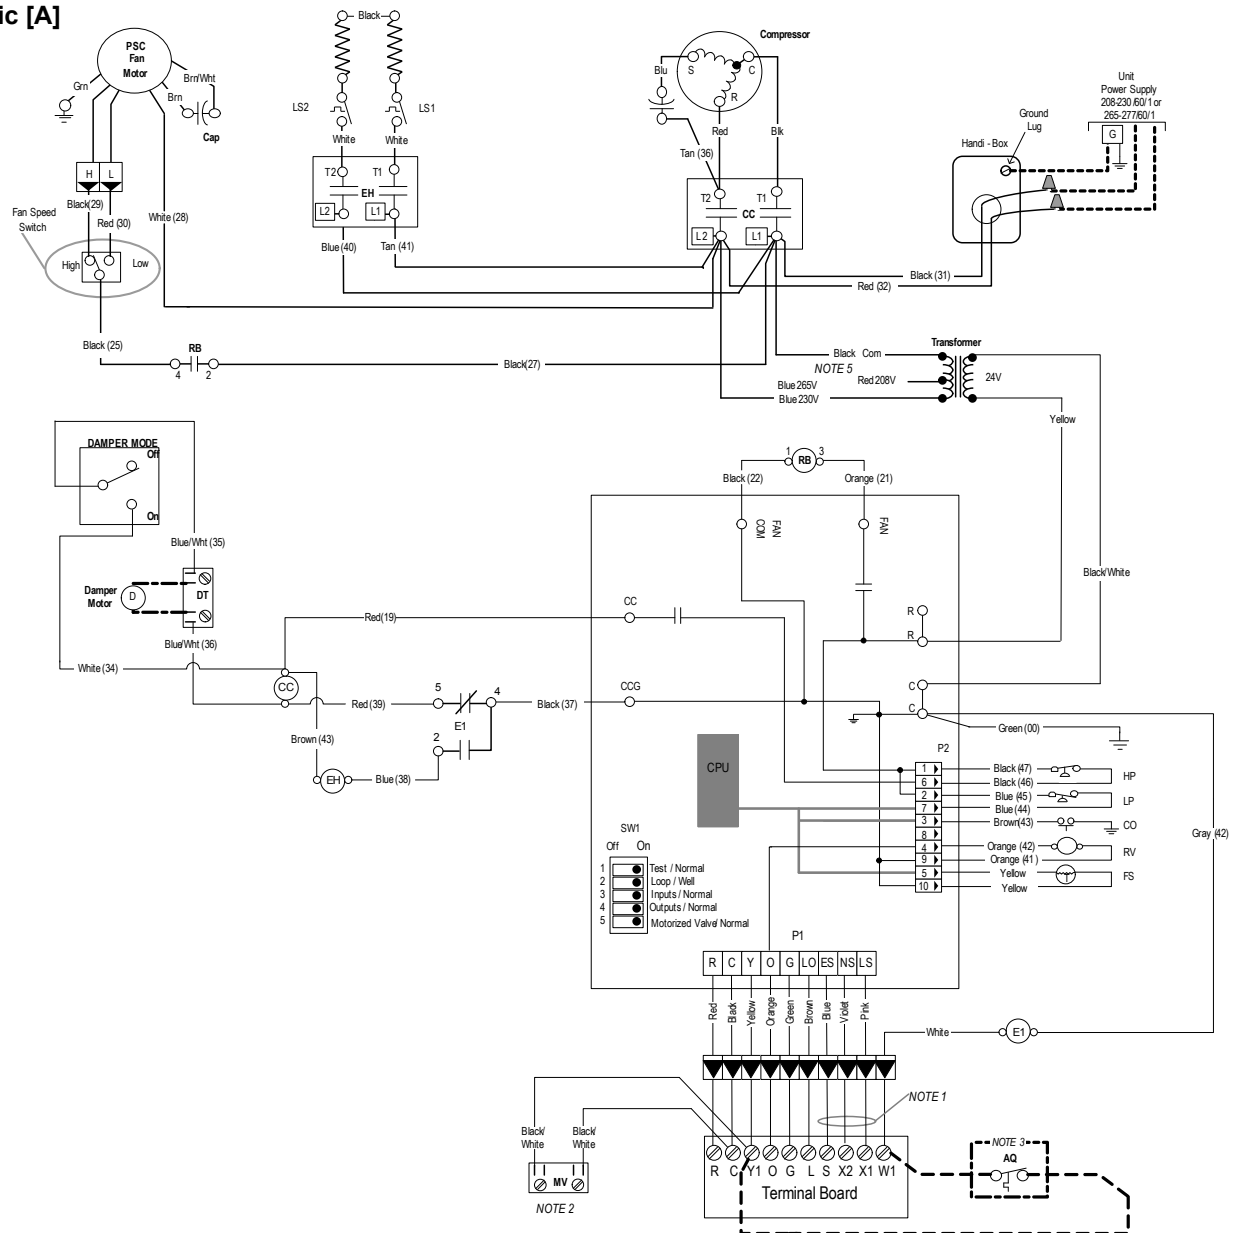 ic [A]
PSC
Fan
Motor
Grn
Brn
Brn/Wht
Cap
H L
Black(29)
Red (30)
White (28)
Fan Speed
Switch
High
Low
Black (25)
RB
4 2
Black(27)
Black
LS2
LS1
White
White
T2 T1
EH
L2 L1
Blue (40)
Tan (41)
Compressor
Blu
S C
R
Red
Blk
Tan (36)
T2 T1
CC
L2 L1
Unit
Power Supply
208-230 /60/1 or
265-277/60/1
G
Ground
Lug
Handi - Box
Black (31)
Red (32)
Transformer
Black Com
NOTE 5
Red 208V
24V
Blue 265V
Blue 230V
Yellow
Black/White
DAMPER MODE
Off
On
Blue/Wht (35)
Damper
Motor
D
DT
Blue/Wht (36)
White (34)
CC
Red (19)
Red (39)
5
4
E1
2
Black (37)
Brown (43)
EH
Blue (38)
1 RB 3
Black (22)
Orange (21)
FAN
COM
FAN
CC
CCG
R
R
C
C
Green (00)
P2
CPU
1
6
2
7
3
8
4
9
5
10
Black (47)
Black (46)
HP
Blue (45)
Blue (44)
LP
Brown(43)
CO
Orange (42)
Orange (41)
RV
Yellow
Yellow
FS
Gray (42)
SW1
Off On
1 Test / Normal
2 Loop / Well
3 Inputs / Normal
4 Outputs / Normal
5 Motorized Valve/ Normal
P1
R C Y O G LO ES NS LS
Red
Black
Yellow
Orange
Green
Brown
Blue
Violet
Pink
White
E1
NOTE 1
Black/
White
Black/
White
MV
NOTE 2
R C Y1 O G L S X2 X1 W1
Terminal Board
NOTE 3
AQ